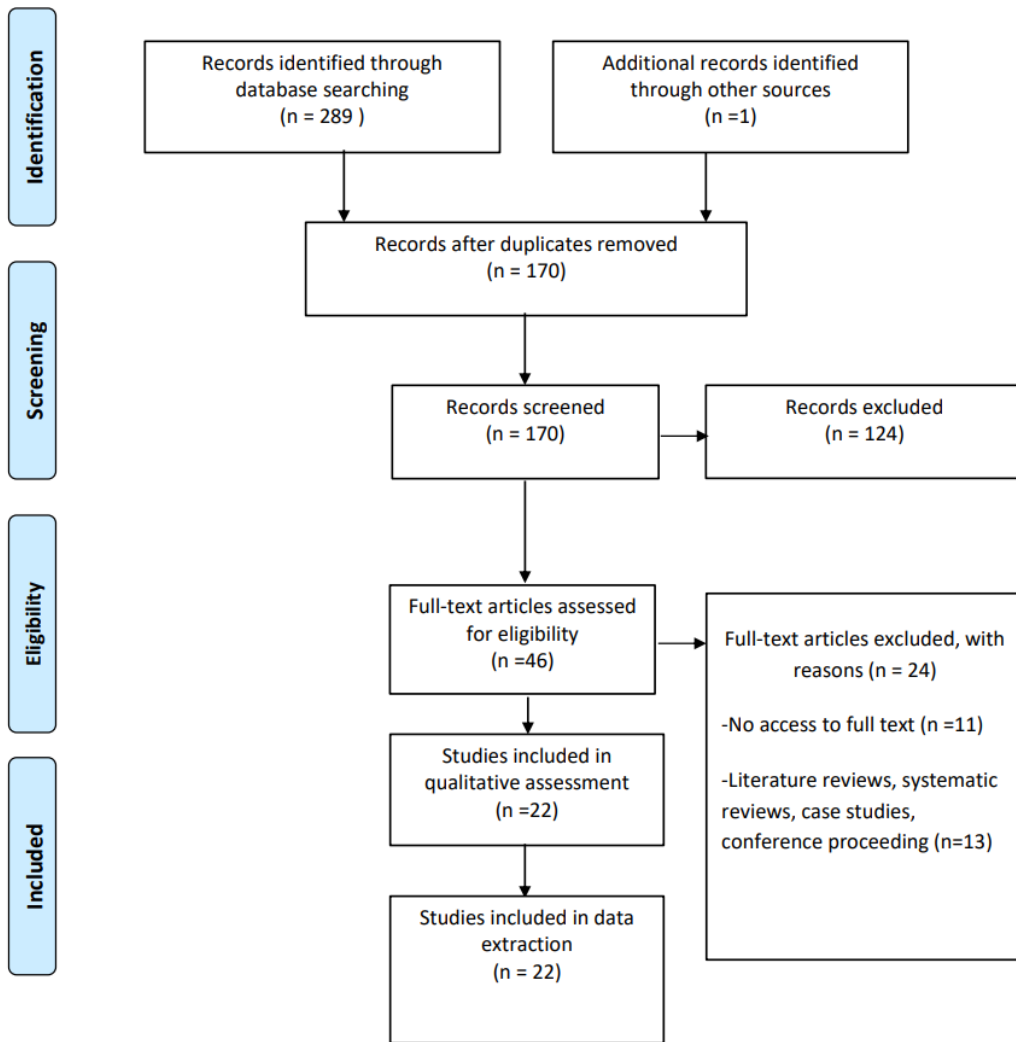 Identification
Records identified through
database searching
(n = 289 )
Additional records identified
through other sources
(n =1)
Records after duplicates removed
(n = 170)
Screening
Records screened
(n = 170)
Records excluded
(n = 124)
Eligibility
Full-text articles assessed
for eligibility
(n =46)
Full-text articles excluded, with
reasons (n = 24)
-No access to full text (n =11)
-Literature reviews, systematic
reviews, case studies,
conference proceeding (n=13)
Included
Studies included in
qualitative assessment
(n =22)
Studies included in data
extraction
(n = 22)